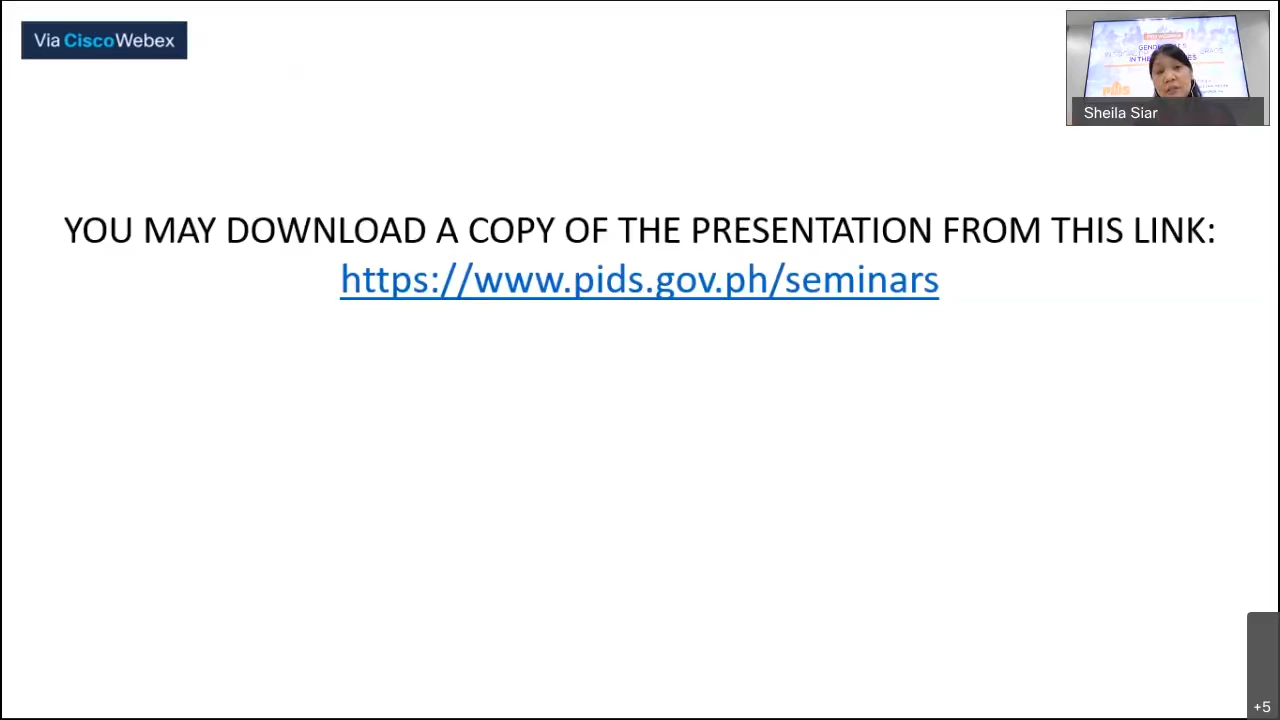 Via CiscoWebex
Sheila Siar
YOU MAY DOWNLOAD A COPY OF THE PRESENTATION FROM THIS LINK:
https://www.pids.gov.ph/seminars
+5